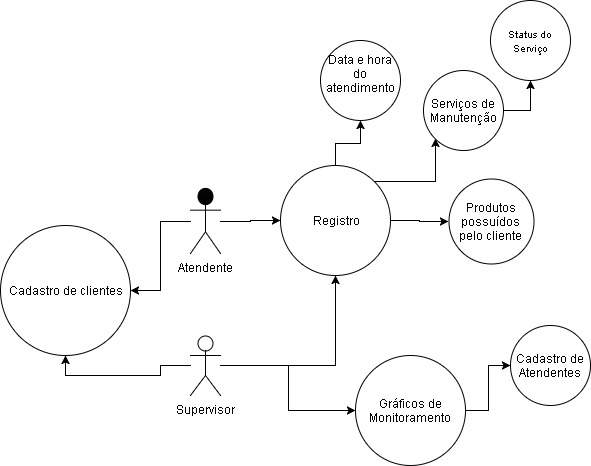 Status do
Serviço
Data e hora
do
atendimento
Serviços de
Manutenção
Registro
Produtos
possuídos
pelo cliente
Atendente
Cadastro de clientes
Supervisor
Gráficos de
Monitoramento
Cadastro de
Atendentes